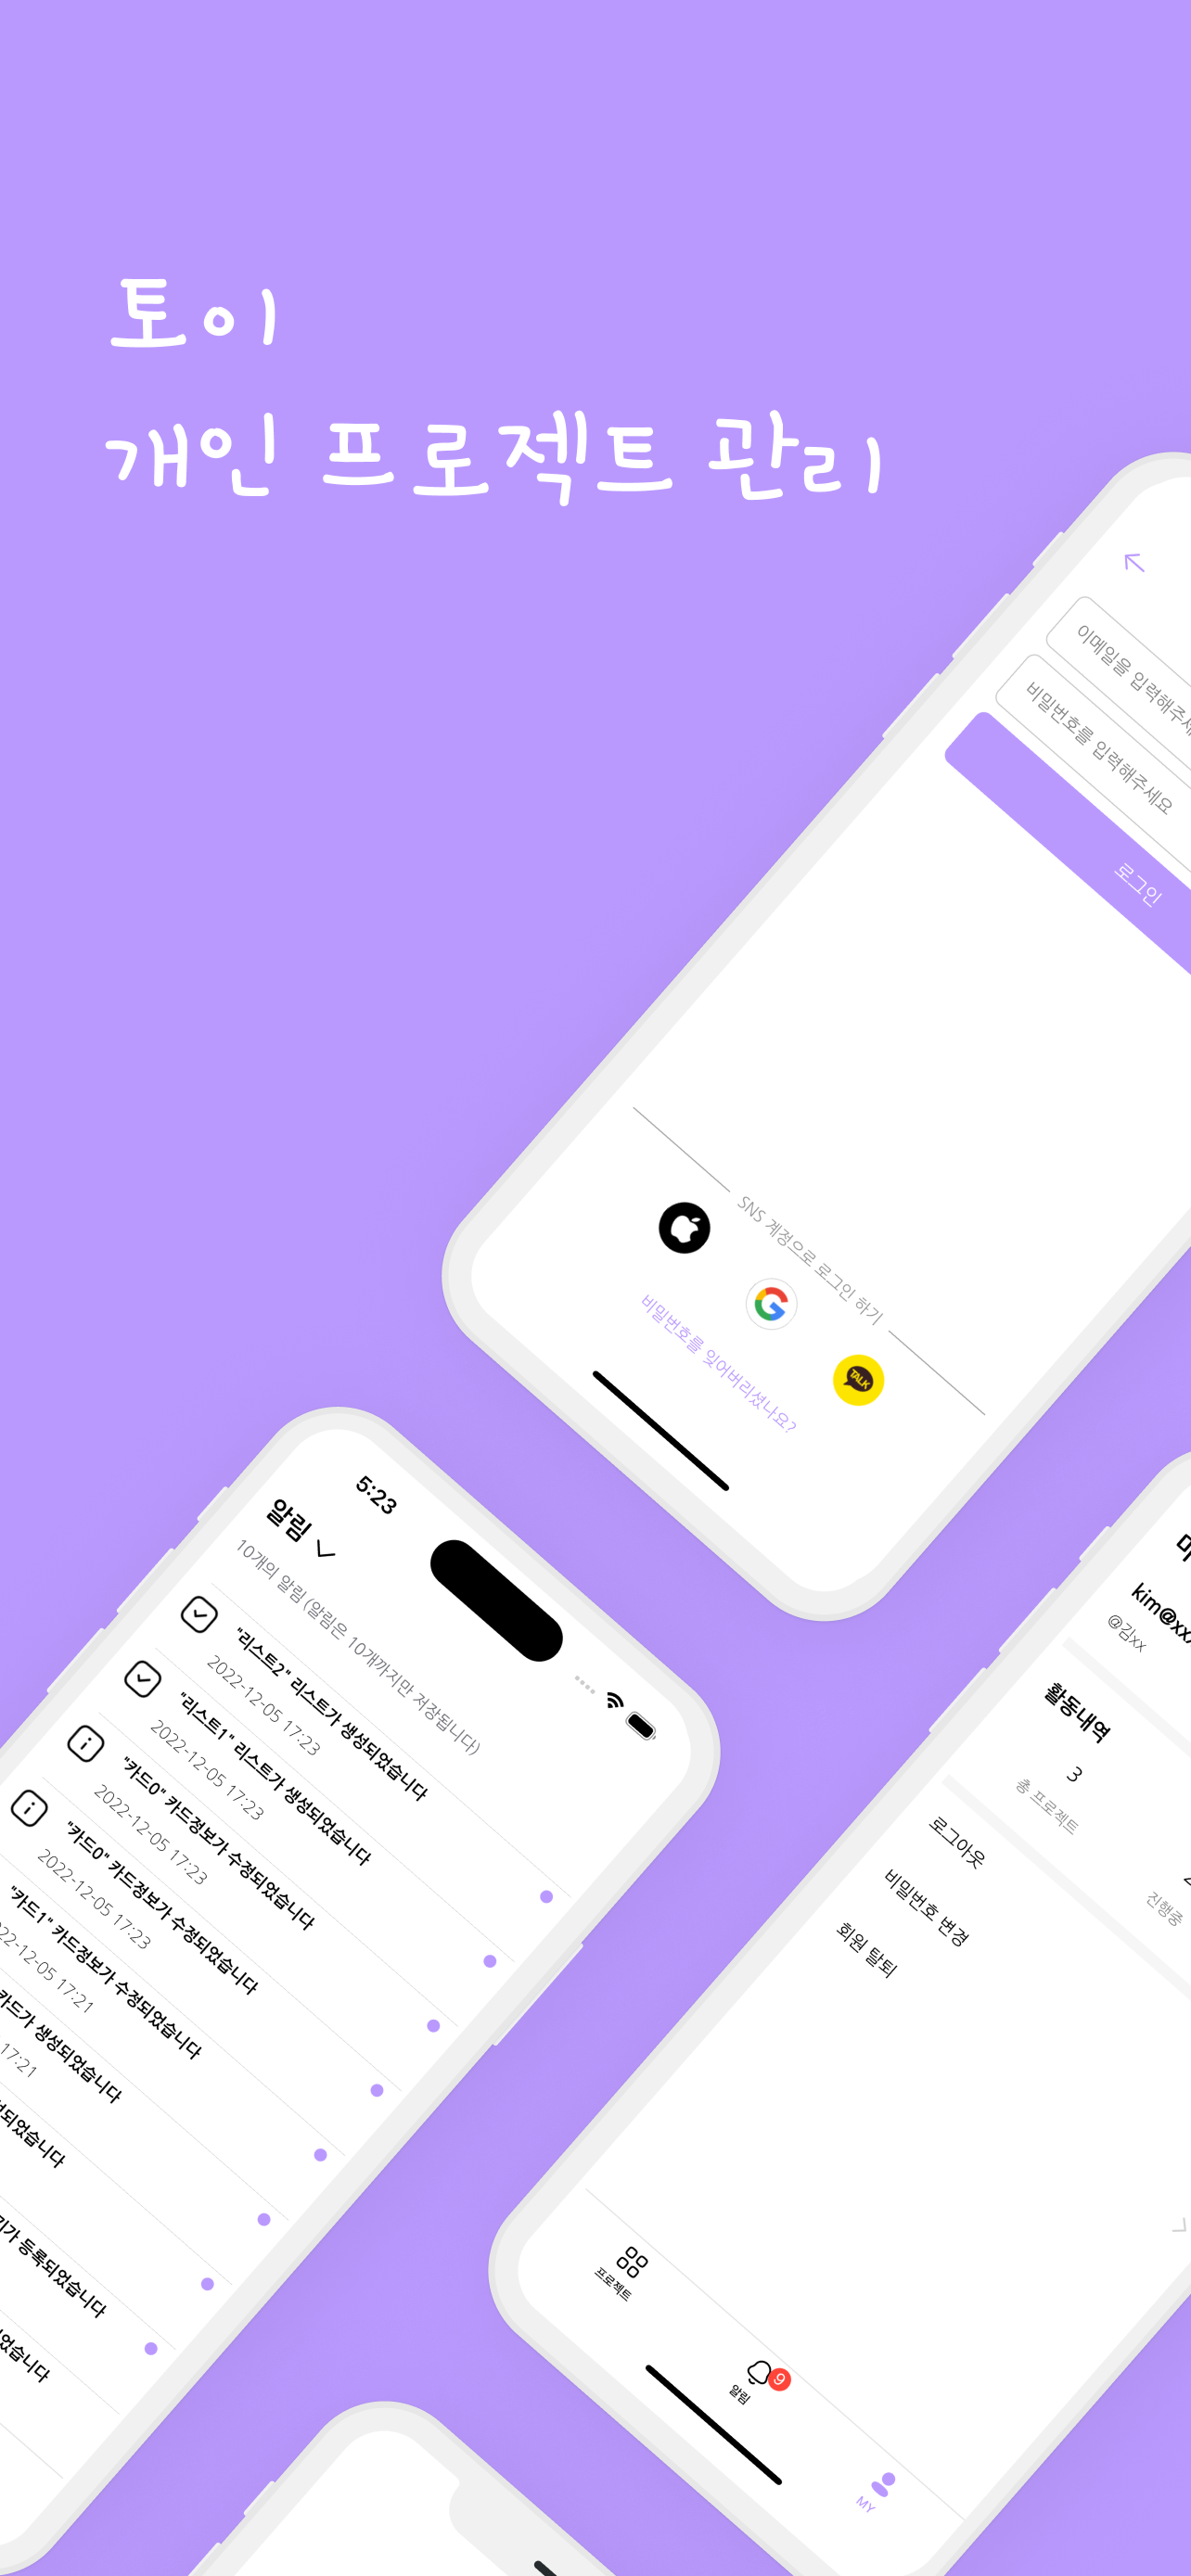 토이
개인 프로젝트 관리
이메일을 입력해주세
비밀번호를 입력해주세요
로그인
SNS 계정으로 로그인 하기
TALK
비밀번호를 잊어버리셨나요?
5:23
알림
10개의 알림 (알림은 10개까지만 저장됩니다)
"리스트2" 리스트가 생성되었습니다
2022-12-05 17:23
"리스트1" 리스트가 생성되었습니다
2022-12-05 17:23
"카드0" 카드정보가 수정되었습니다
2022-12-05 17:23
"카드0" 카드정보가 수정되었습니다
2022-12-05 17:23
"카드1" 카드정보가 수정되었습니다
22-12-05 17:21
카드가 생성되었습니다
17:21
되었습니다
가 등록되었습니다
되었습니다
kim@xx
@김xx
활동내역
3
총 프로젝트
진행중
로그아웃
비밀번호 변경
회원 탈퇴
프로젝트
9
알림
MY